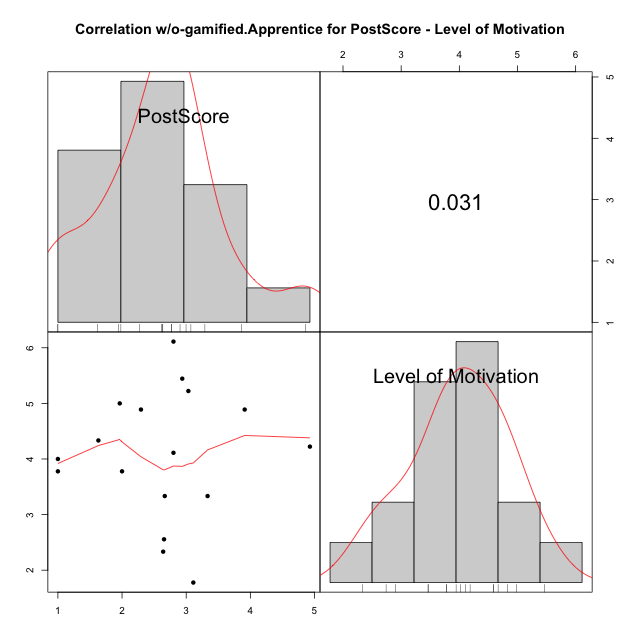 Correlation w/o-gamified.Apprentice for PostScore - Level of Motivation
2 3 4 5 6
PostScore
0.031
5
4
3
2
1
6
5
4
3
2
Level of Motivation
1 2 3 4 5